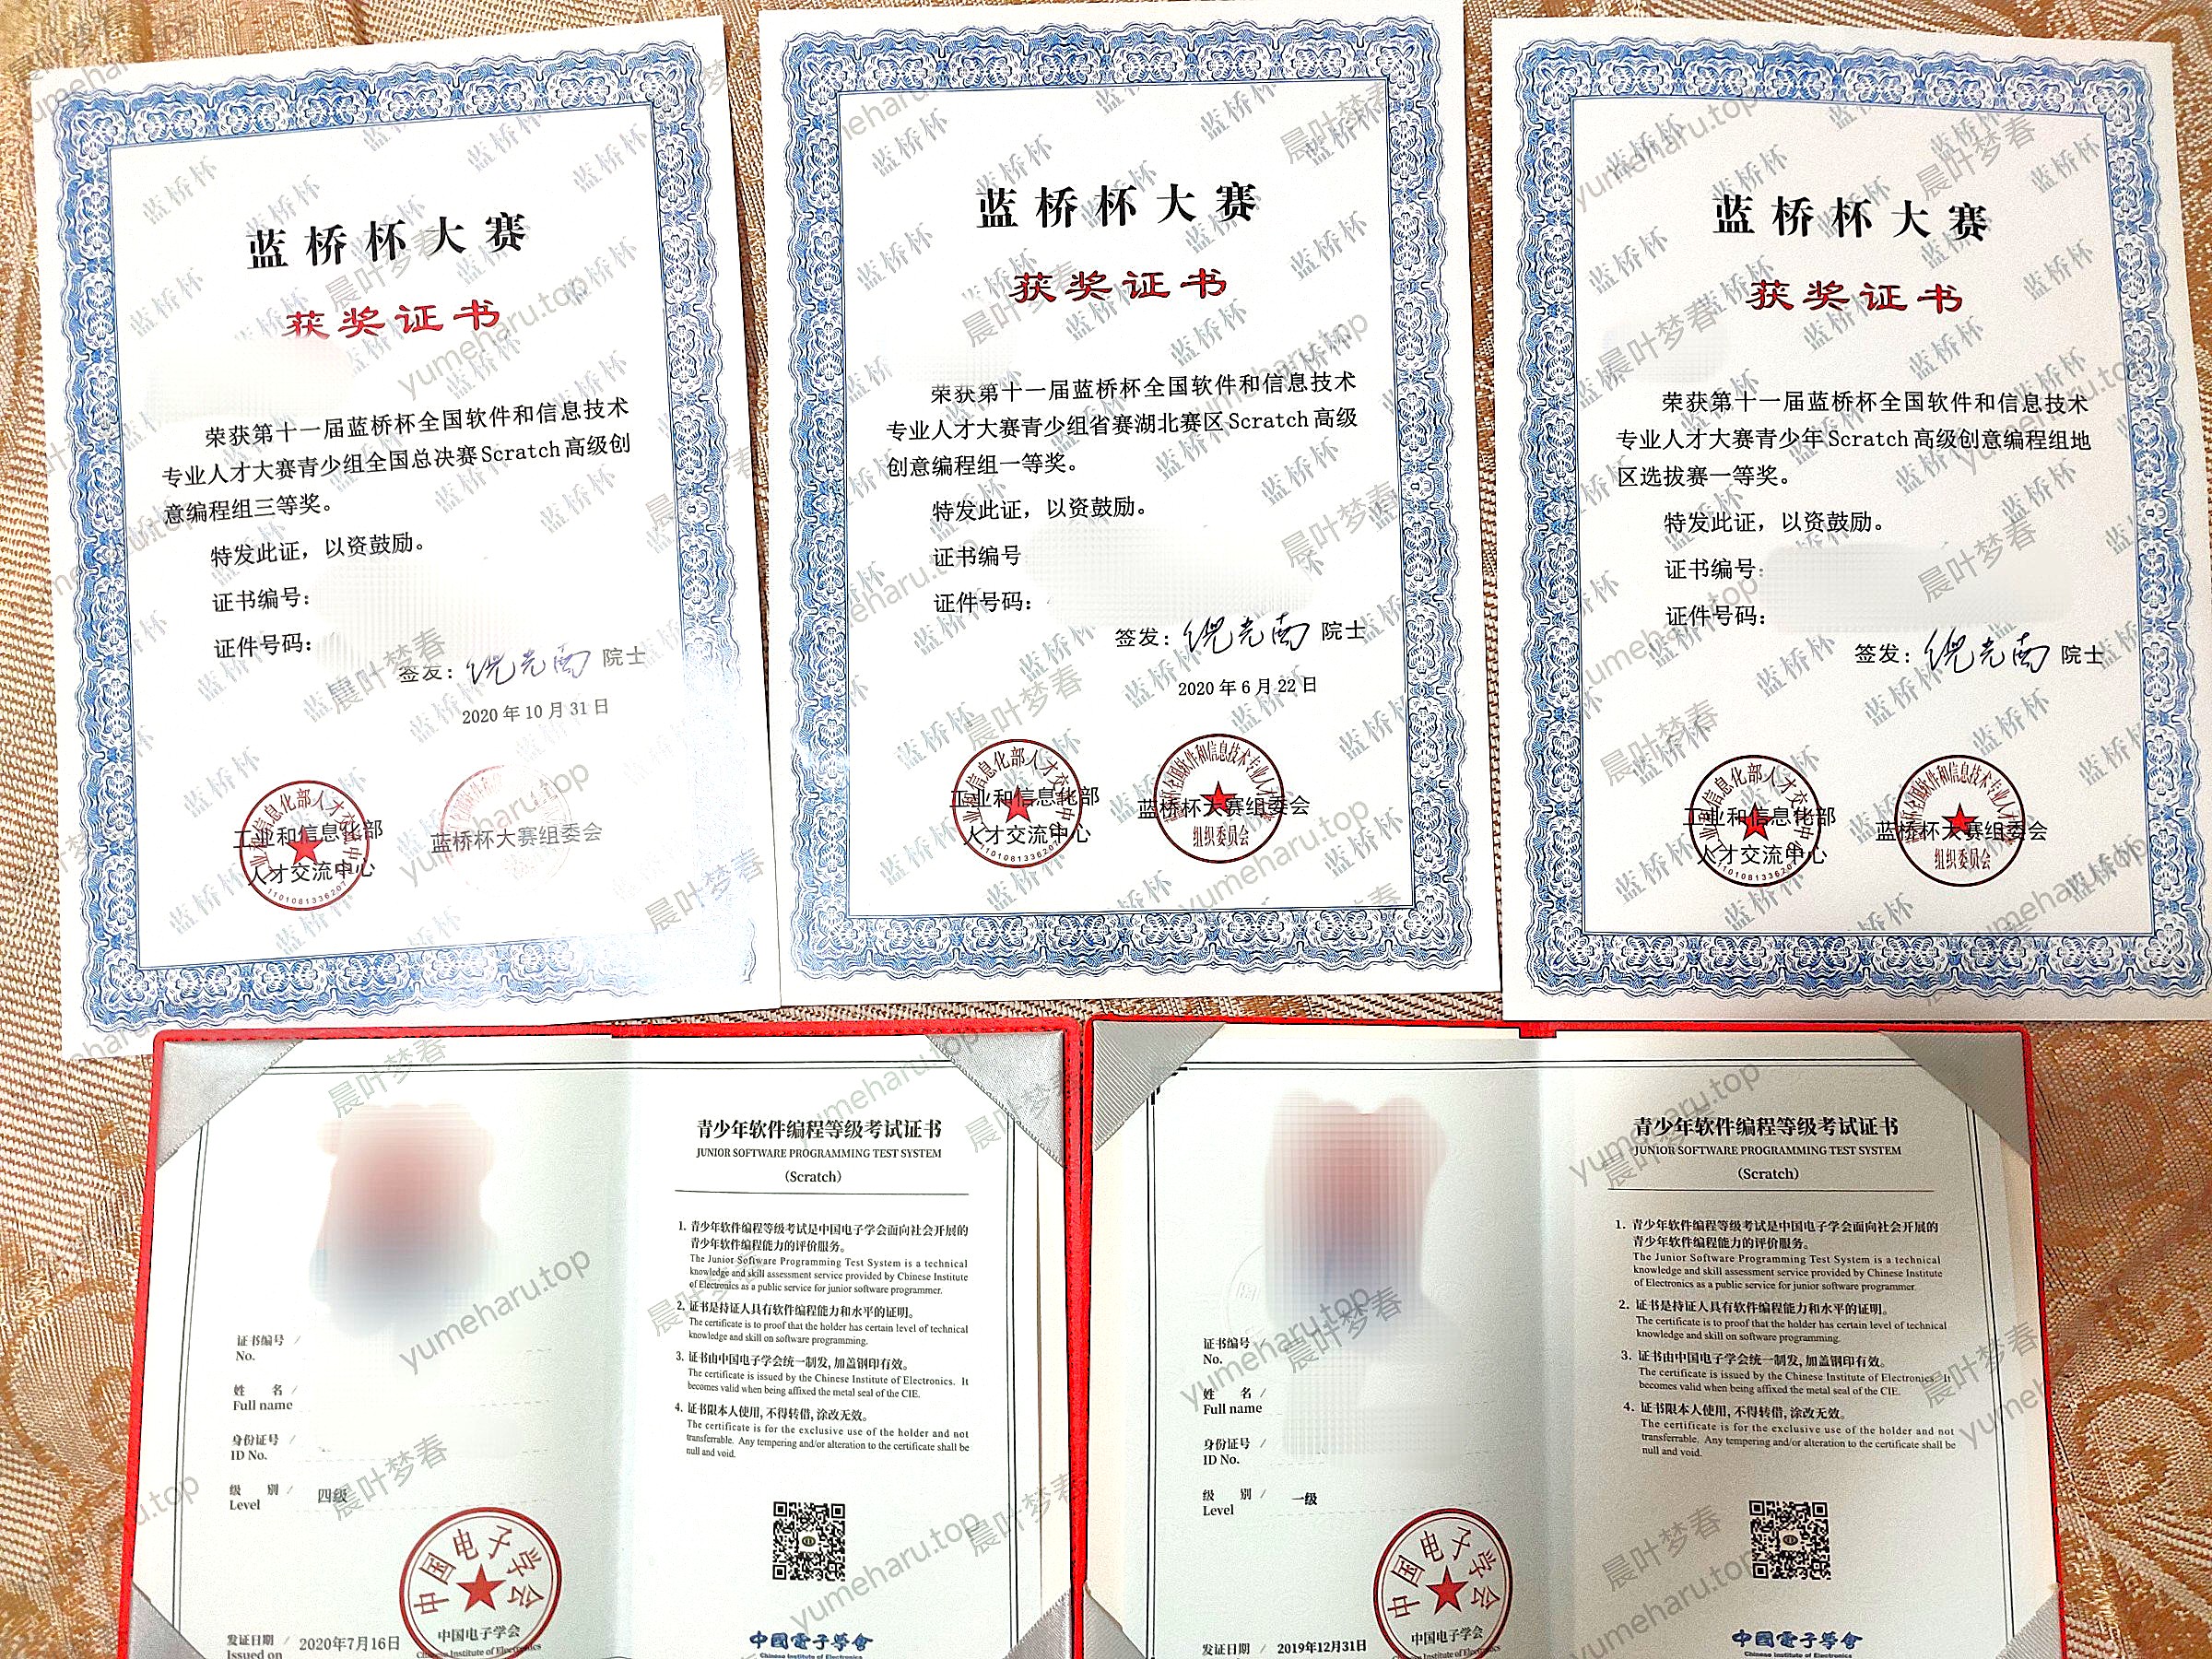 蓝桥杯大赛
获奖证书
荣获第十一届蓝桥杯全国软件和信息技术
专业人才大赛青少组全国总决赛Scratch高级创
意编程组三等奖。
特发此证，以资鼓励。
证书编号：
证件号码：
签发：倪光南 院士
2020年10月31日
工业和信息化部
人才交流中心
蓝桥杯大赛组委会
蓝桥杯大赛
获奖证书
荣获第十一届蓝桥杯全国软件和信息技术
专业人才大赛青少组省赛湖北赛区Scratch高级
创意编程组一等奖。
特发此证，以资鼓励。
证书编号
证件号码：
签发：倪光南 院士
2020年6月22日
工业和信息化部
人才交流中心
1101081336207
蓝桥杯大赛组委会
组织委员会
蓝桥杯大赛
获奖证书
荣获第十一届蓝桥杯全国软件和信息技术
专业人才大赛青少年Scratch高级创意编程组地
区选拔赛一等奖。
特发此证，以资鼓励。
证书编号：
证件号码：
签发：倪光南 院士
工业和信息化部
人才交流中心
1101081336207
蓝桥杯大赛组委会
组织委员会
证书编号 /
No.
姓 名 /
Full name
身份证号 /
ID No.
级 别 / 四级
Level
发证日期 / 2020年7月16日
Issued on
中国电子学会
中国电子学会
Chinese Institute of Electronics
青少年软件编程等级考试证书
JUNIOR SOFTWARE PROGRAMMING TEST SYSTEM
(Scratch)
1. 青少年软件编程等级考试是中国电子学会面向社会开展的
青少年软件编程能力的评价服务。
The Junior Software Programming Test System is a technical
knowledge and skill assessment service provided by Chinese Institute
of Electronics as a public service for junior software programmer.
2. 证书是持证人具有软件编程能力和水平的证明。
The certificate is to proof that the holder has certain level of technical
knowledge and skill on software programming.
3. 证书由中国电子学会统一制发，加盖钢印有效。
The certificate is issued by the Chinese Institute of Electronics. It
becomes valid when being affixed the metal seal of the CIE.
4. 证书限本人使用，不得转借，涂改无效。
The certificate is for the exclusive use of the holder and not
transferrable. Any tempering and/or alteration to the certificate shall be
null and void.
中國電子學會
Chinese Institute of Electronics
证书编号 /
No.
姓 名 /
Full name
身份证号 /
ID No.
级 别 / 一级
Level
发证日期 / 2019年12月31日
中国电子学会
中国电子学会
Chinese Institute of Electronics
青少年软件编程等级考试证书
JUNIOR SOFTWARE PROGRAMMING TEST SYSTEM
(Scratch)
1. 青少年软件编程等级考试是中国电子学会面向社会开展的
青少年软件编程能力的评价服务。
The Junior Software Programming Test System is a technical
knowledge and skill assessment service provided by Chinese Institute
of Electronics as a public service for junior software programmer.
2. 证书是持证人具有软件编程能力和水平的证明。
The certificate is to proof that the holder has certain level of technical
knowledge and skill on software programming.
3. 证书由中国电子学会统一制发，加盖钢印有效。
The certificate is issued by the Chinese Institute of Electronics. It
becomes valid when being affixed the metal seal of the CIE.
4. 证书限本人使用，不得转借，涂改无效。
The certificate is for the exclusive use of the holder and not
transferrable. Any tempering and/or alteration to the certificate shall be
null and void.
中國電子學會
Chinese Institute of Electronics
晨叶梦春
yumeharu.top